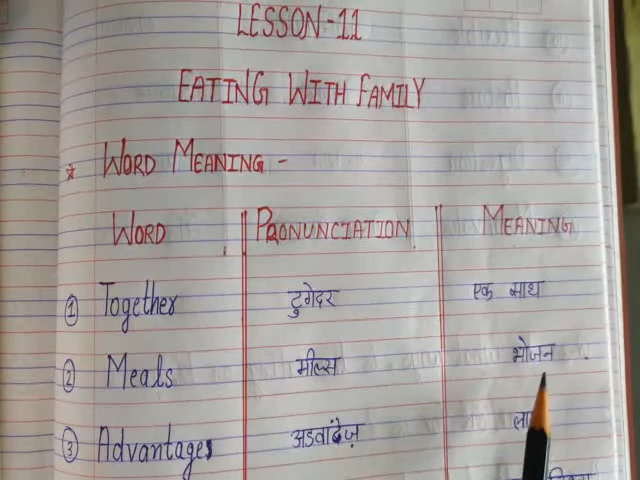 LESSON-11
EATING WITH FAMILY
* WORD MEANING -
WORD PRONUNCIATION MEANING
① Together टुगेदर एक साथ
② Meals मील्स भोजन
③ Advantages अडवांटेज़